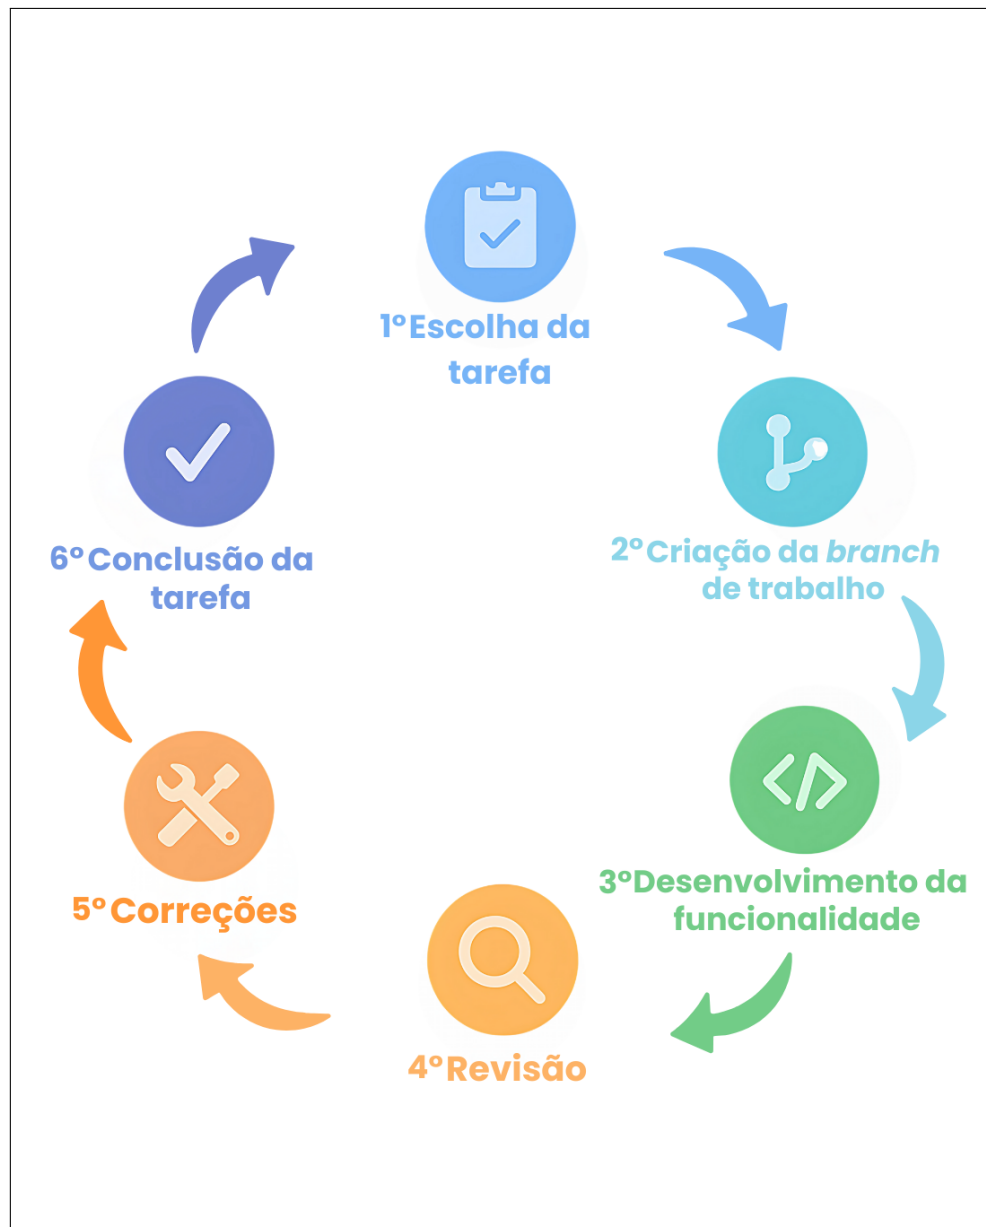 1º Escolha da
tarefa
2º Criação da branch
de trabalho
3º Desenvolvimento da
funcionalidade
4º Revisão
5º Correções
6º Conclusão da
tarefa